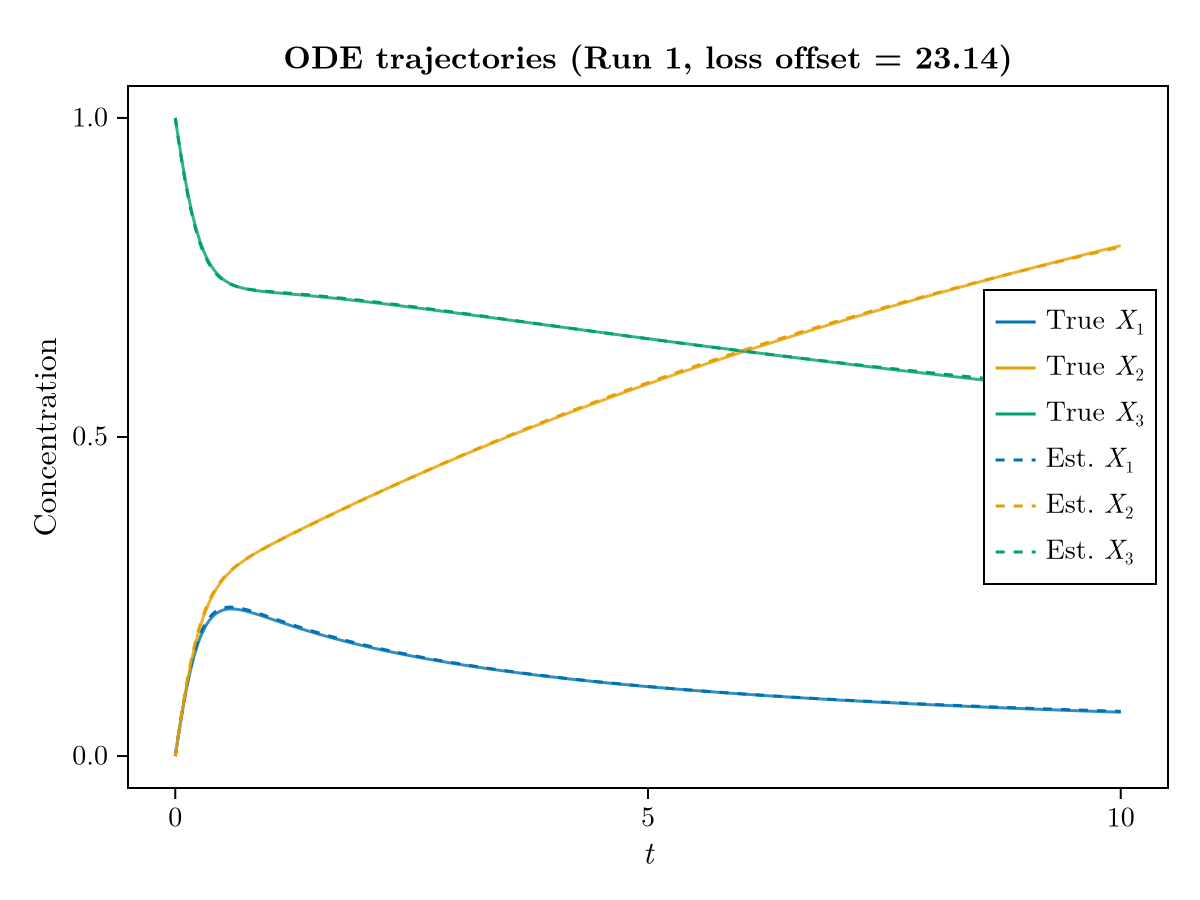 ODE trajectories (Run 1, loss offset = 23.14)
Concentration
1.0
0.5
0.0
0
5
10
t
True X₁
True X₂
True X₃
Est. X₁
Est. X₂
Est. X₃